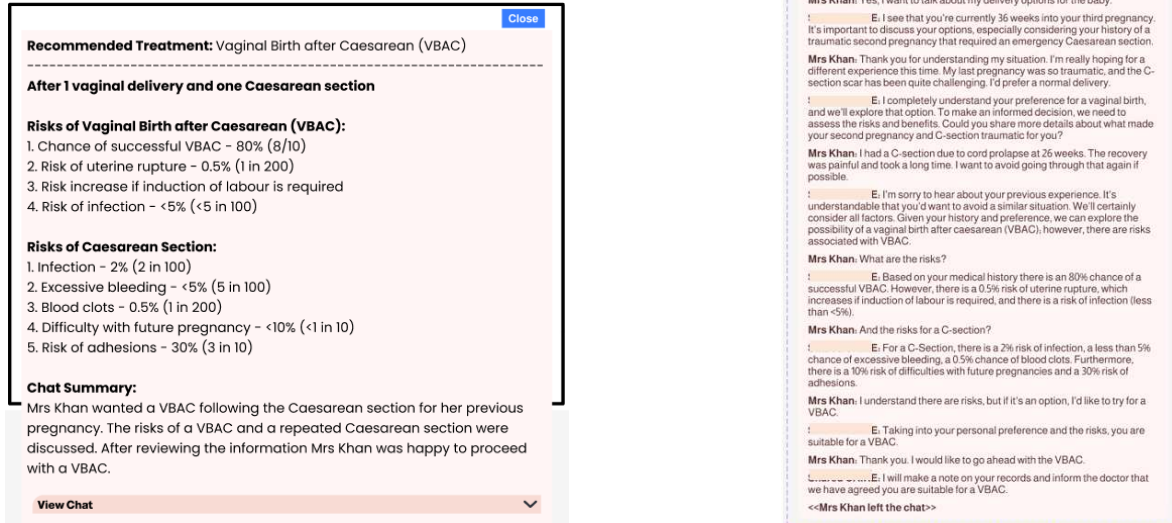 Close
Recommended Treatment: Vaginal Birth after Caesarean (VBAC)
After 1 vaginal delivery and one Caesarean section
Risks of Vaginal Birth after Caesarean (VBAC):
1. Chance of successful VBAC - 80% (8/10)
2. Risk of uterine rupture - 0.5% (1 in 200)
3. Risk increase if induction of labour is required
4. Risk of infection - <5% (<5 in 100)
Risks of Caesarean Section:
1. Infection - 2% (2 in 100)
2. Excessive bleeding - <5% (5 in 100)
3. Blood clots - 0.5% (1 in 200)
4. Difficulty with future pregnancy - <10% (<1 in 10)
5. Risk of adhesions - 30% (3 in 10)
Chat Summary:
Mrs Khan wanted a VBAC following the Caesarean section for her previous
pregnancy. The risks of a VBAC and a repeated Caesarean section were
discussed. After reviewing the information Mrs Khan was happy to proceed
with a VBAC.
View Chat
Mrs Khan: Yes, I want to talk about my delivery options for the baby.
E: I see that you're currently 36 weeks into your third pregnancy.
It's important to discuss your options, especially considering your history of a
traumatic second pregnancy that required an emergency Caesarean section.
Mrs Khan: Thank you for understanding my situation. I'm really hoping for a
different experience this time. My last pregnancy was so traumatic, and the C-
section scar has been quite challenging. I'd prefer a normal delivery.
E: I completely understand your preference for a vaginal birth,
and we'll explore that option. To make an informed decision, we need to
assess the risks and benefits. Could you share more details about what made
your second pregnancy and C-section traumatic for you?
Mrs Khan: I had a C-section due to cord prolapse at 26 weeks. The recovery
was painful and took a long time. I want to avoid going through that again if
possible.
E: I'm sorry to hear about your previous experience. It's
understandable that you'd want to avoid a similar situation. We'll certainly
consider all factors. Given your history and preference, we can explore the
possibility of a vaginal birth after caesarean (VBAC); however, there are risks
associated with VBAC.
Mrs Khan: What are the risks?
E: Based on your medical history there is an 80% chance of a
successful VBAC. However, there is a 0.5% risk of uterine rupture, which
increases if induction of labour is required, and there is a risk of infection (less
than <5%).
Mrs Khan: And the risks for a C-section?
E: For a C-Section, there is a 2% risk of infection, a less than 5%
chance of excessive bleeding, a 0.5% chance of blood clots. Furthermore,
there is a 10% risk of difficulties with future pregnancies and a 30% risk of
adhesions.
Mrs Khan: I understand there are risks, but if it's an option, I'd like to try for a
VBAC.
E: Taking into your personal preference and the risks, you are
suitable for a VBAC.
Mrs Khan: Thank you. I would like to go ahead with the VBAC.
E: I will make a note on your records and inform the doctor that
we have agreed you are suitable for a VBAC.
<<Mrs Khan left the chat>>